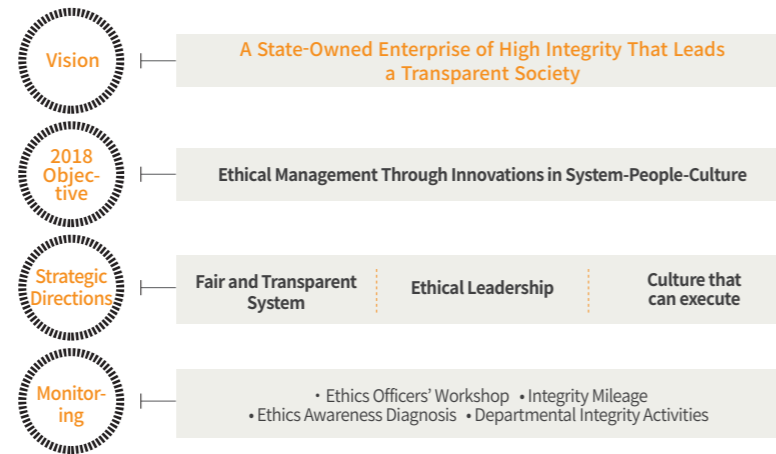 Vision
A State-Owned Enterprise of High Integrity That Leads
a Transparent Society
2018
Objec-
tive
Ethical Management Through Innovations in System-People-Culture
Strategic
Directions
Fair and Transparent
System
Ethical Leadership
Culture that
can execute
Monitor-
ing
· Ethics Officers’ Workshop • Integrity Mileage
• Ethics Awareness Diagnosis • Departmental Integrity Activities